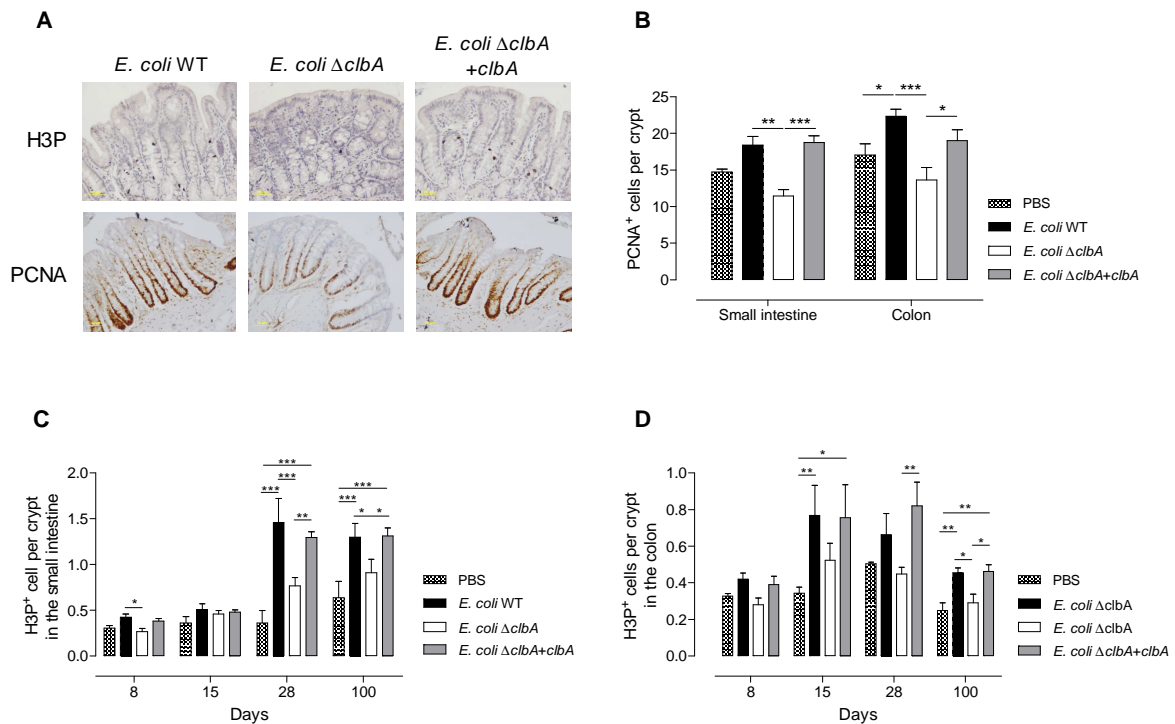 A
E. coli WT
E. coli ΔclbA
E. coli ΔclbA
+clbA
H3P
PCNA
B
PCNA+ cells per crypt
25
20
15
10
5
0
* ***
*
** ***
Small intestine
Colon
PBS
E. coli WT
E. coli ΔclbA
E. coli ΔclbA+clbA
C
H3P+ cell per crypt
in the small intestine
2.0
1.5
1.0
0.5
0.0
*
***
***
***
**
***
***
* *
8
15
28
100
Days
PBS
E. coli WT
E. coli ΔclbA
E. coli ΔclbA+clbA
D
H3P+ cells per crypt
in the colon
1.0
0.8
0.6
0.4
0.2
0.0
*
**
**
**
**
*
*
8
15
28
100
Days
PBS
E. coli ΔclbA
E. coli ΔclbA
E. coli ΔclbA+clbA